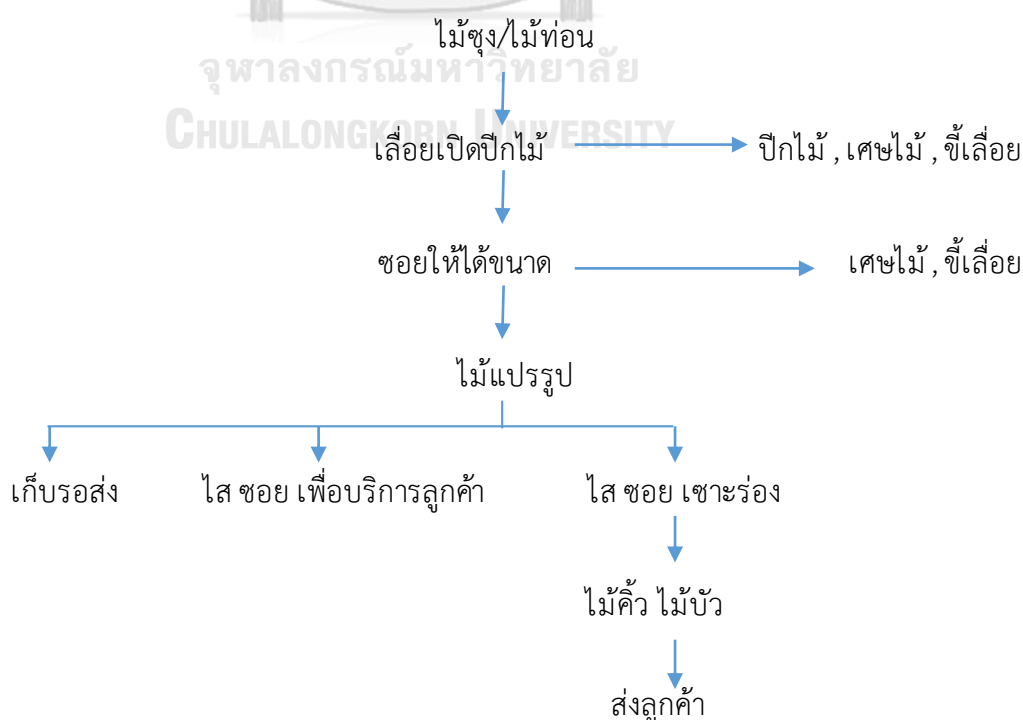 ไม้ซุง/ไม้ท่อน
จุฬาลงกรณ์มหาวิทยาลัย
CHULALONGKORN UNIVERSITY
เลื่อยเปิดปีกไม้ ปีกไม้ , เศษไม้ , ขี้เลื่อย
ซอยให้ได้ขนาด เศษไม้ , ขี้เลื่อย
ไม้แปรรูป
เก็บรอส่ง ไส ซอย เพื่อบริการลูกค้า ไส ซอย เซาะร่อง
ไม้คิ้ว ไม้บัว
ส่งลูกค้า